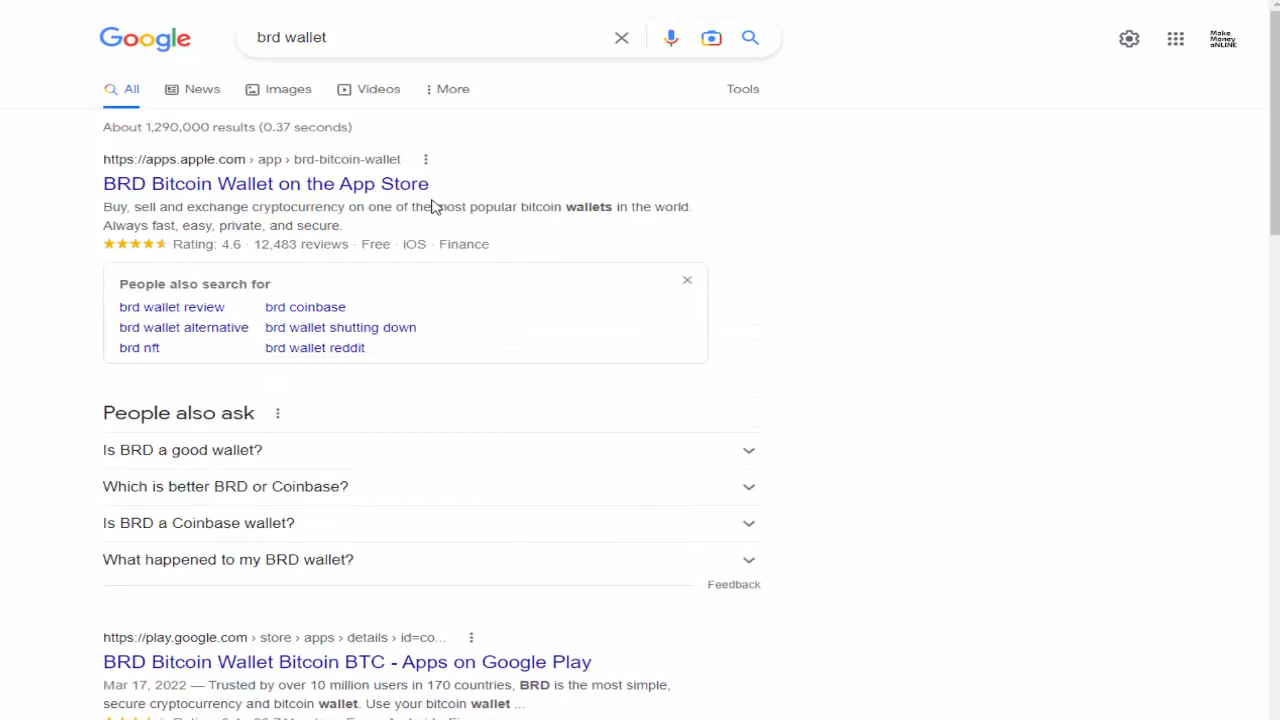 Google
brd wallet
Make
Money
oNLINE
All
News
Images
Videos
More
Tools
About 1,290,000 results (0.37 seconds)
https://apps.apple.com › app › brd-bitcoin-wallet
BRD Bitcoin Wallet on the App Store
Buy, sell and exchange cryptocurrency on one of the most popular bitcoin wallets in the world.
Always fast, easy, private, and secure.
Rating: 4.6 · 12,483 reviews · Free · iOS · Finance
People also search for
brd wallet review
brd coinbase
brd wallet alternative
brd wallet shutting down
brd nft
brd wallet reddit
People also ask
Is BRD a good wallet?
Which is better BRD or Coinbase?
Is BRD a Coinbase wallet?
What happened to my BRD wallet?
Feedback
https://play.google.com › store › apps › details › id=co...
BRD Bitcoin Wallet Bitcoin BTC - Apps on Google Play
Mar 17, 2022 — Trusted by over 10 million users in 170 countries, BRD is the most simple,
secure cryptocurrency and bitcoin wallet. Use your bitcoin wallet ...